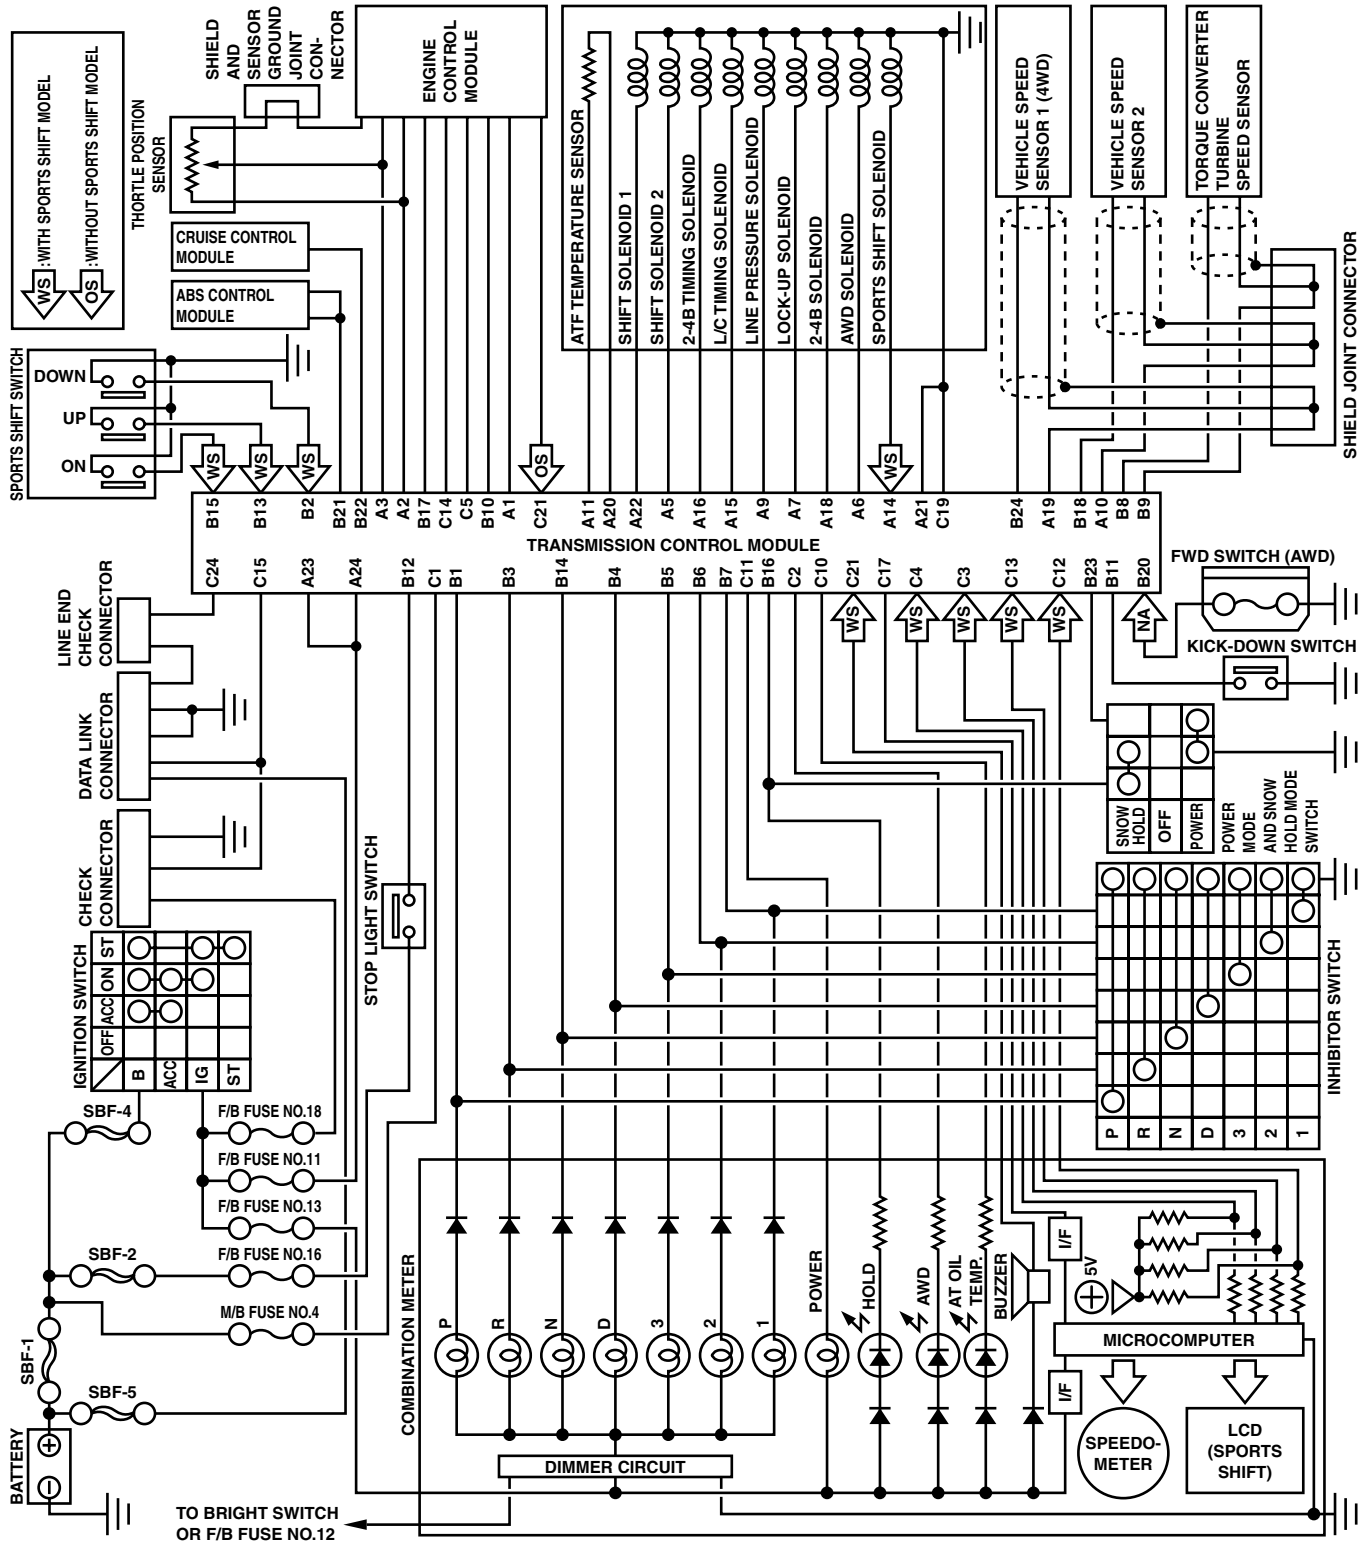 WS
:WITH SPORTS SHIFT MODEL
OS
:WITHOUT SPORTS SHIFT MODEL
THORTLE POSITION
SENSOR
SHIELD
AND
SENSOR
GROUND
JOINT
CON-
NECTOR
ENGINE
CONTROL
MODULE
CRUISE CONTROL
MODULE
ABS CONTROL
MODULE
SPORTS SHIFT SWITCH
DOWN
UP
ON
ATF TEMPERATURE SENSOR
SHIFT SOLENOID 1
SHIFT SOLENOID 2
2-4B TIMING SOLENOID
L/C TIMING SOLENOID
LINE PRESSURE SOLENOID
LOCK-UP SOLENOID
2-4B SOLENOID
AWD SOLENOID
SPORTS SHIFT SOLENOID
VEHICLE SPEED
SENSOR 1 (4WD)
VEHICLE SPEED
SENSOR 2
TORQUE CONVERTER
TURBINE
SPEED SENSOR
SHIELD JOINT CONNECTOR
WS
WS
WS
OS
WS
B15
B13
B2
B21
B22
A3
A2
B17
C14
C5
B10
A1
C21
A11
A20
A22
A5
A16
A15
A9
A7
A18
A6
A14
A21
C19
B24
A19
B18
A10
B8
B9
TRANSMISSION CONTROL MODULE
C24
C15
A23
A24
B12
C1
B1
B3
B14
B4
B5
B6
B7
C11
B16
C2
C10
C21
C17
C4
C3
C13
C12
B23
B11
B20
WS
WS
WS
WS
WS
NA
FWD SWITCH (AWD)
KICK-DOWN SWITCH
LINE END
CHECK
CONNECTOR
DATA LINK
CONNECTOR
CHECK
CONNECTOR
STOP LIGHT SWITCH
SNOW
HOLD
OFF
POWER
POWER
MODE
AND SNOW
HOLD MODE
SWITCH
IGNITION SWITCH
OFF
ACC
ON
ST
B
ACC
IG
ST
INHIBITOR SWITCH
P
R
N
D
3
2
1
SBF-4
F/B FUSE NO.18
F/B FUSE NO.11
F/B FUSE NO.13
SBF-2
F/B FUSE NO.16
M/B FUSE NO.4
SBF-1
SBF-5
BATTERY
COMBINATION METER
P
R
N
D
3
2
1
POWER
HOLD
AWD
AT OIL
TEMP.
BUZZER
I/F
I/F
5V
MICROCOMPUTER
SPEEDO-
METER
LCD
(SPORTS
SHIFT)
DIMMER CIRCUIT
TO BRIGHT SWITCH
OR F/B FUSE NO.12